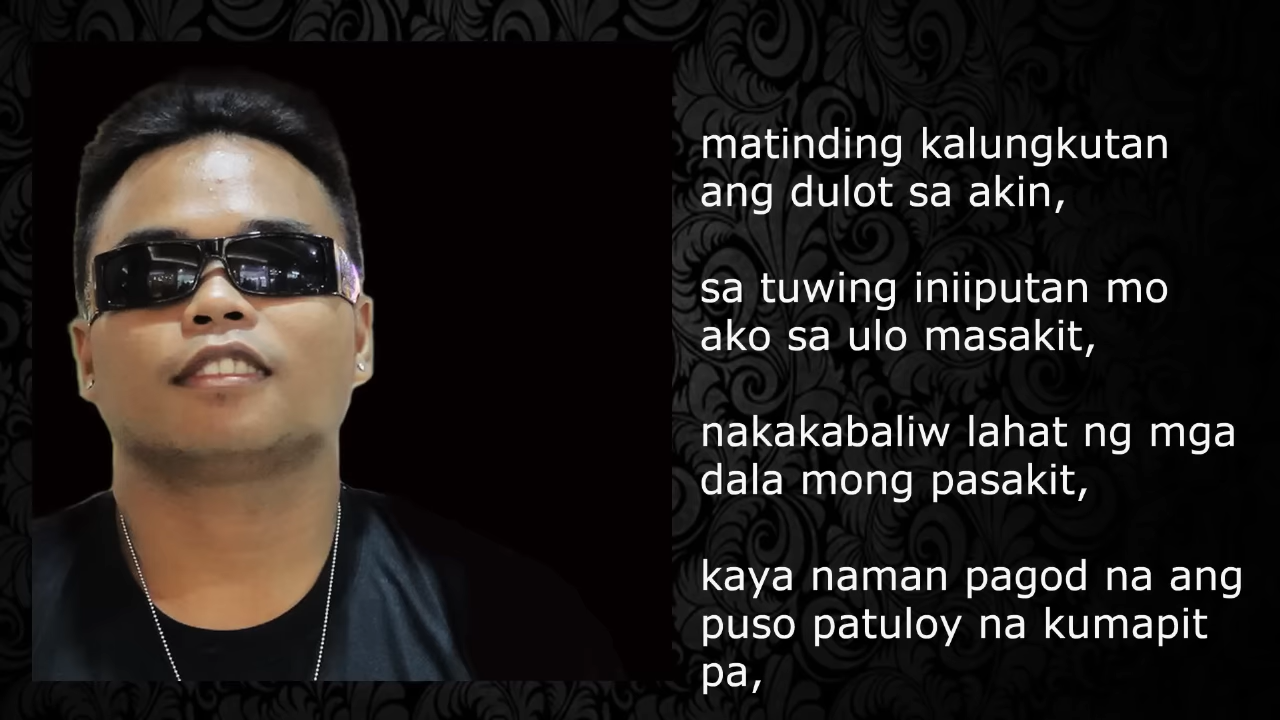 matinding kalungkutan
ang dulot sa akin,
sa tuwing iniiputan mo
ako sa ulo masakit,
nakakabaliw lahat ng mga
dala mong pasakit,
kaya naman pagod na ang
puso patuloy na kumapit
pa,